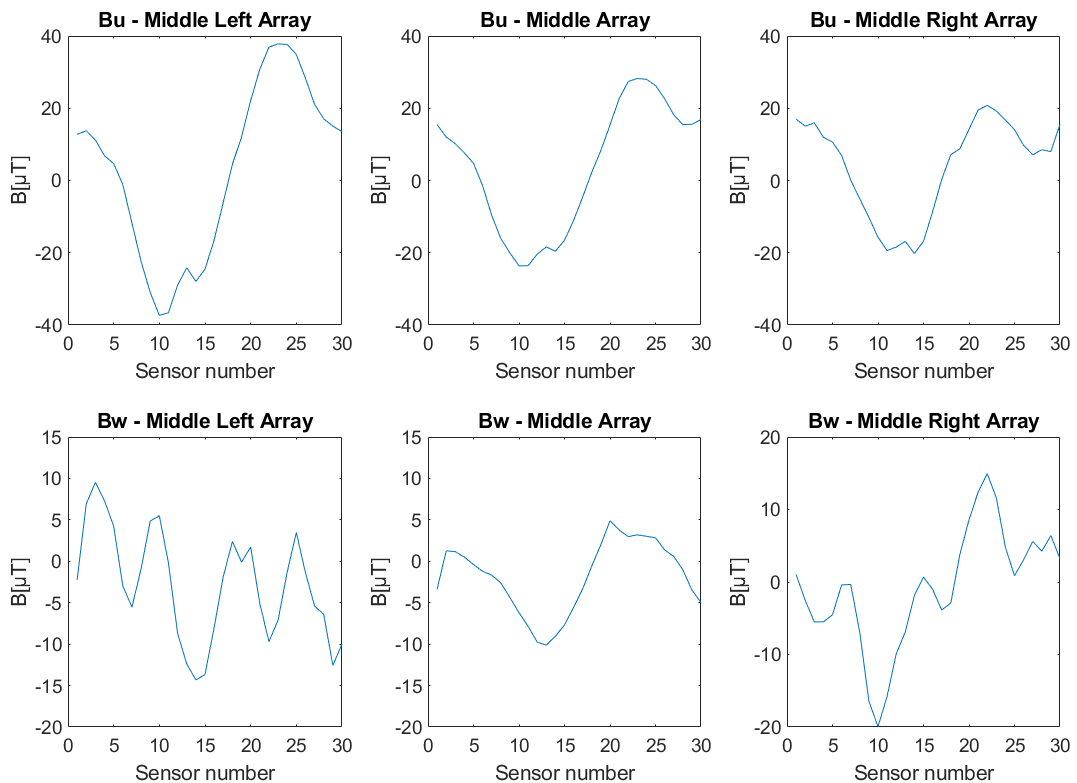 Bu - Middle Left Array
Bu - Middle Array
Bu - Middle Right Array
40
20
0
-20
-40
B[µT]
0 5 10 15 20 25 30
Sensor number
40
20
0
-20
-40
B[µT]
0 5 10 15 20 25 30
Sensor number
40
20
0
-20
-40
B[µT]
0 5 10 15 20 25 30
Sensor number
Bw - Middle Left Array
Bw - Middle Array
Bw - Middle Right Array
15
10
5
0
-5
-10
-15
-20
B[µT]
0 5 10 15 20 25 30
Sensor number
15
10
5
0
-5
-10
-15
-20
B[µT]
0 5 10 15 20 25 30
Sensor number
20
10
0
-10
-20
B[µT]
0 5 10 15 20 25 30
Sensor number